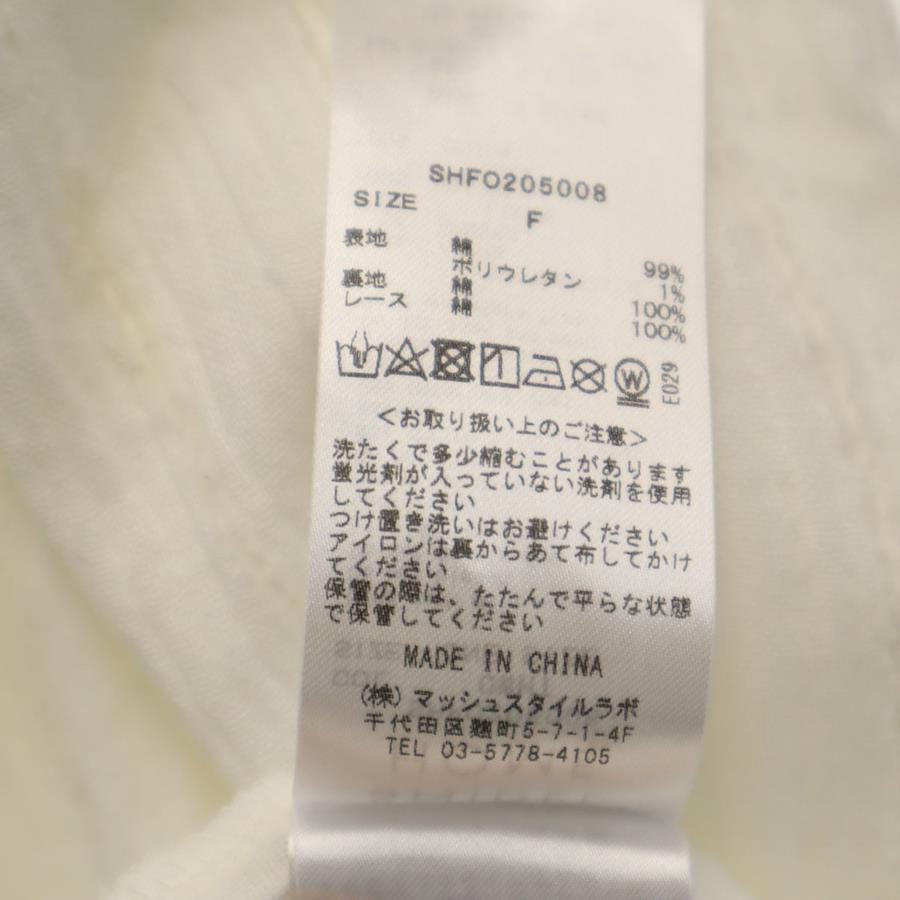 SHFO205008
SIZE F
表地 綿 99%
ポリウレタン 1%
裏地 綿 100%
レース 綿 100%
W E029
＜お取り扱い上のご注意＞
洗たくで多少縮むことがあります
蛍光剤が入っていない洗剤を使用
してください
つけ置き洗いはお避けください
アイロンは裏からあて布してかけ
てください
保管の際は、たたんで平らな状態
で保管してください
MADE IN CHINA
(株) マッシュスタイルラボ
千代田区麹町5-7-1-4F
TEL 03-5778-4105